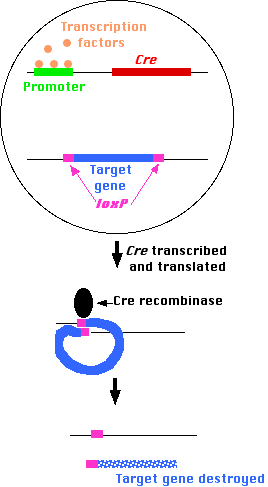 Transcription
factors
Cre
Promoter
Target
gene
loxP
Cre transcribed
and translated
Cre recombinase
Target gene destroyed